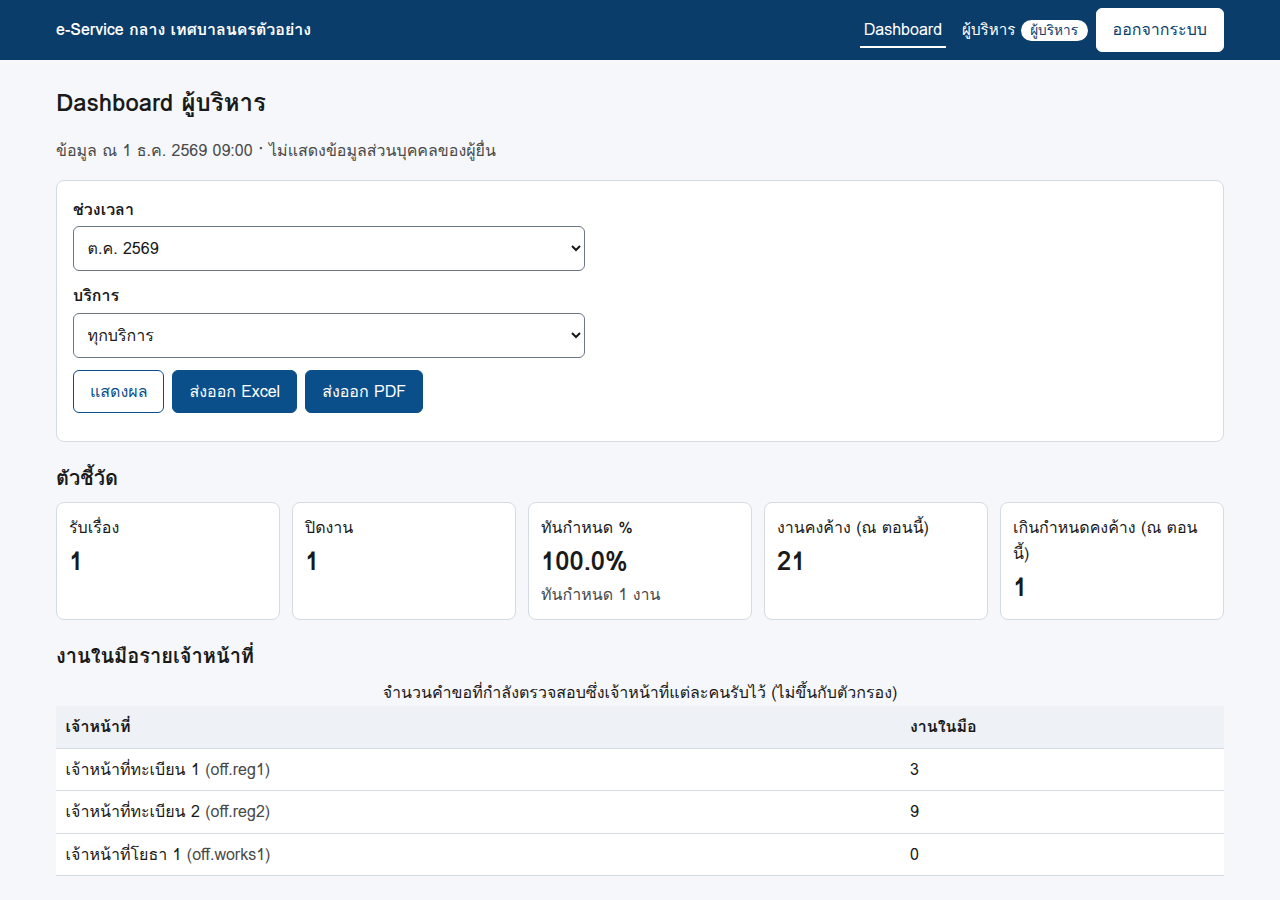 e-Service กลาง เทศบาลนครตัวอย่าง
Dashboard ผู้บริหาร ผู้บริหาร ออกจากระบบ
Dashboard ผู้บริหาร
ข้อมูล ณ 1 ธ.ค. 2569 09:00 · ไม่แสดงข้อมูลส่วนบุคคลของผู้ยื่น
ช่วงเวลา
ต.ค. 2569
บริการ
ทุกบริการ
แสดงผล ส่งออก Excel ส่งออก PDF
ตัวชี้วัด
รับเรื่อง
1
ปิดงาน
1
ทันกำหนด %
100.0%
ทันกำหนด 1 งาน
งานคงค้าง (ณ ตอนนี้)
21
เกินกำหนดคงค้าง (ณ ตอน
นี้)
1
งานในมือรายเจ้าหน้าที่
จำนวนคำขอที่กำลังตรวจสอบซึ่งเจ้าหน้าที่แต่ละคนรับไว้ (ไม่ขึ้นกับตัวกรอง)
เจ้าหน้าที่ งานในมือ
เจ้าหน้าที่ทะเบียน 1 (off.reg1) 3
เจ้าหน้าที่ทะเบียน 2 (off.reg2) 9
เจ้าหน้าที่โยธา 1 (off.works1) 0